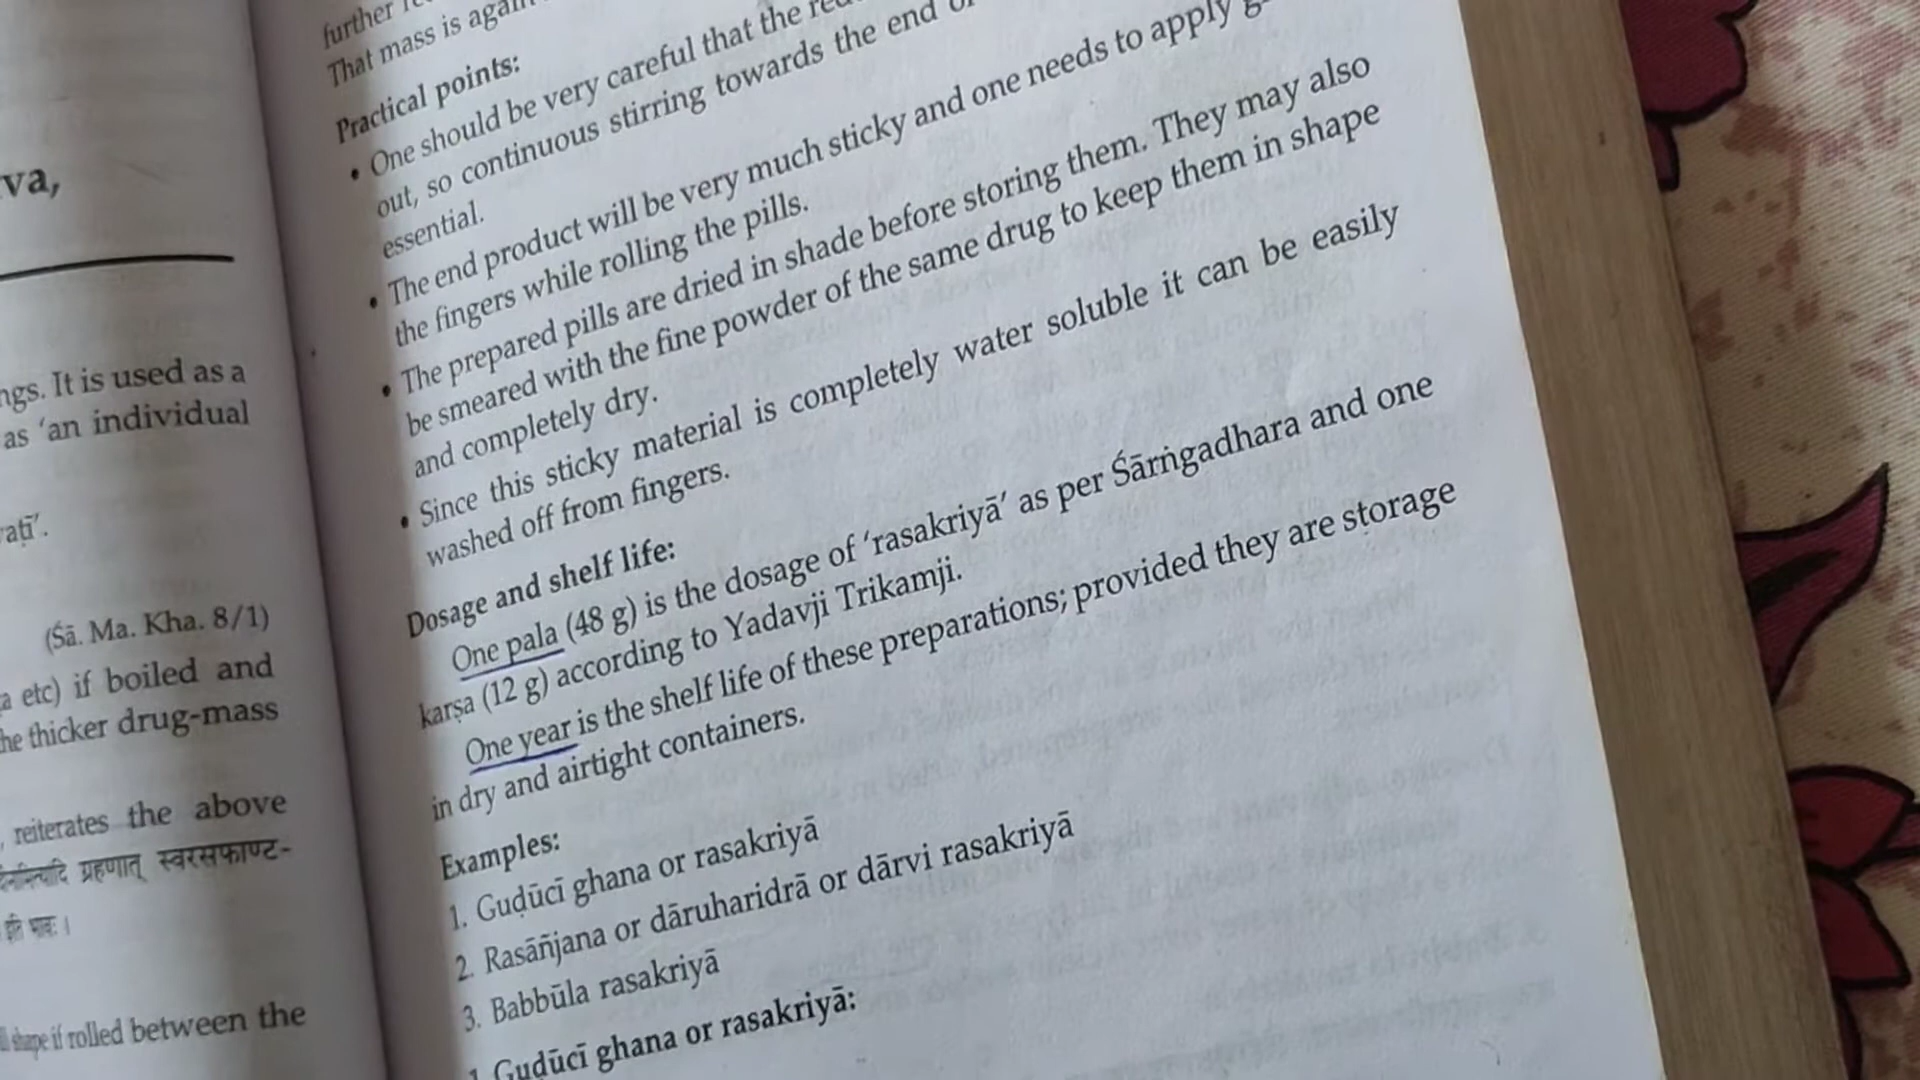 va,
ngs. It is used as a
as 'an individual
(Śā. Ma. Kha. 8/1)
a etc) if boiled and
he thicker drug-mass
, reiterates the above
ग्रहणात् स्वरसफाण्ट-
इति भावः ।
shape if rolled between the
further
That mass is again
Practical points:
• One should be very careful that the
out, so continuous stirring towards the end
essential.
• The end product will be very much sticky and one needs to apply
the fingers while rolling the pills.
• The prepared pills are dried in shade before storing them. They may also
be smeared with the fine powder of the same drug to keep them in shape
and completely dry.
• Since this sticky material is completely water soluble it can be easily
washed off from fingers.
Dosage and shelf life:
One pala (48 g) is the dosage of 'rasakriyā' as per Śārṅgadhara and one
karṣa (12 g) according to Yadavji Trikamji.
One year is the shelf life of these preparations; provided they are storage
in dry and airtight containers.
Examples:
1. Guḍūcī ghana or rasakriyā
2. Rasāñjana or dāruharidrā or dārvi rasakriyā
3. Babbūla rasakriyā
1. Guḍūcī ghana or rasakriyā: